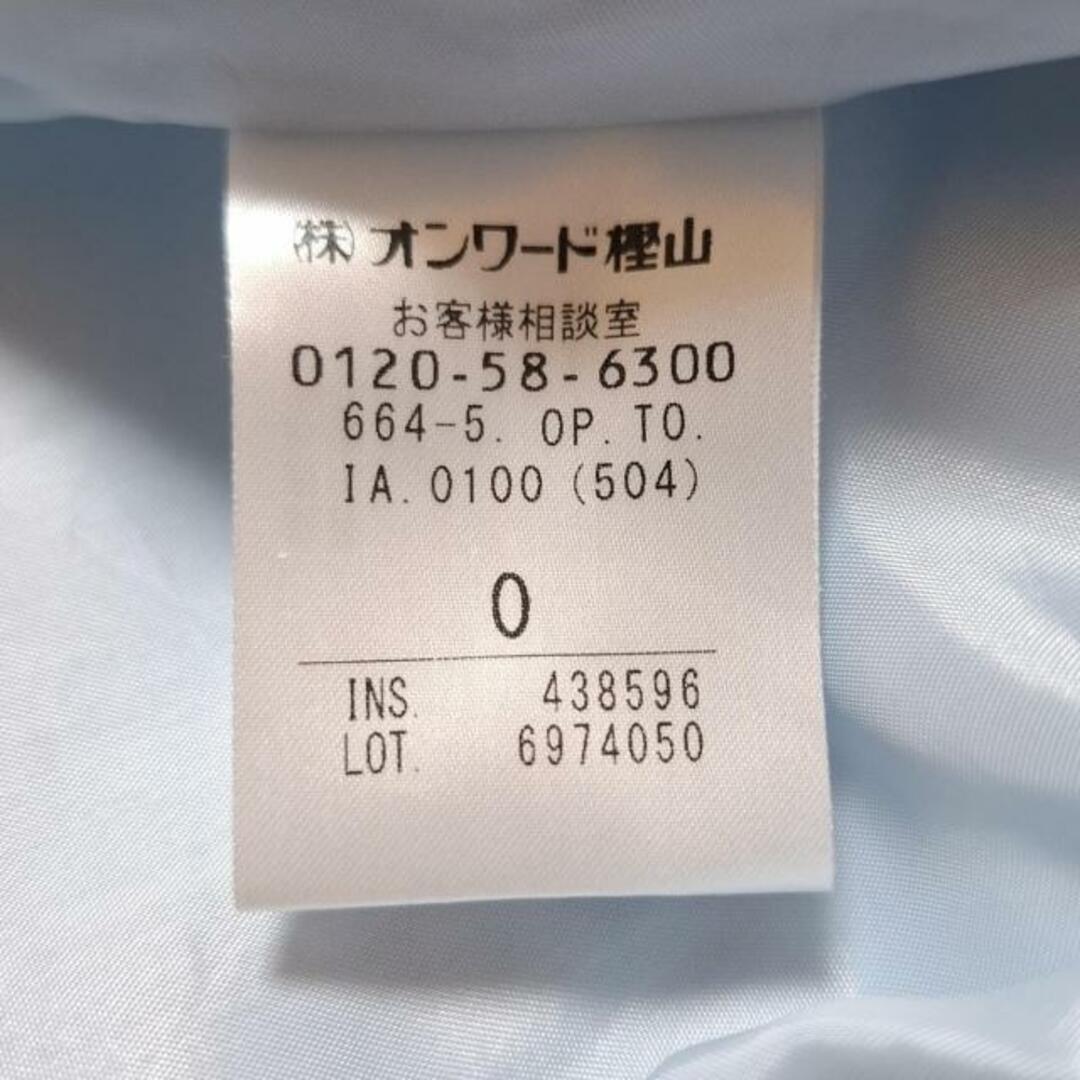 (株)オンワード樫山
お客様相談室
0120-58-6300
664-5. OP. TO.
IA. 0100 (504)
0
INS. 438596
LOT. 6974050